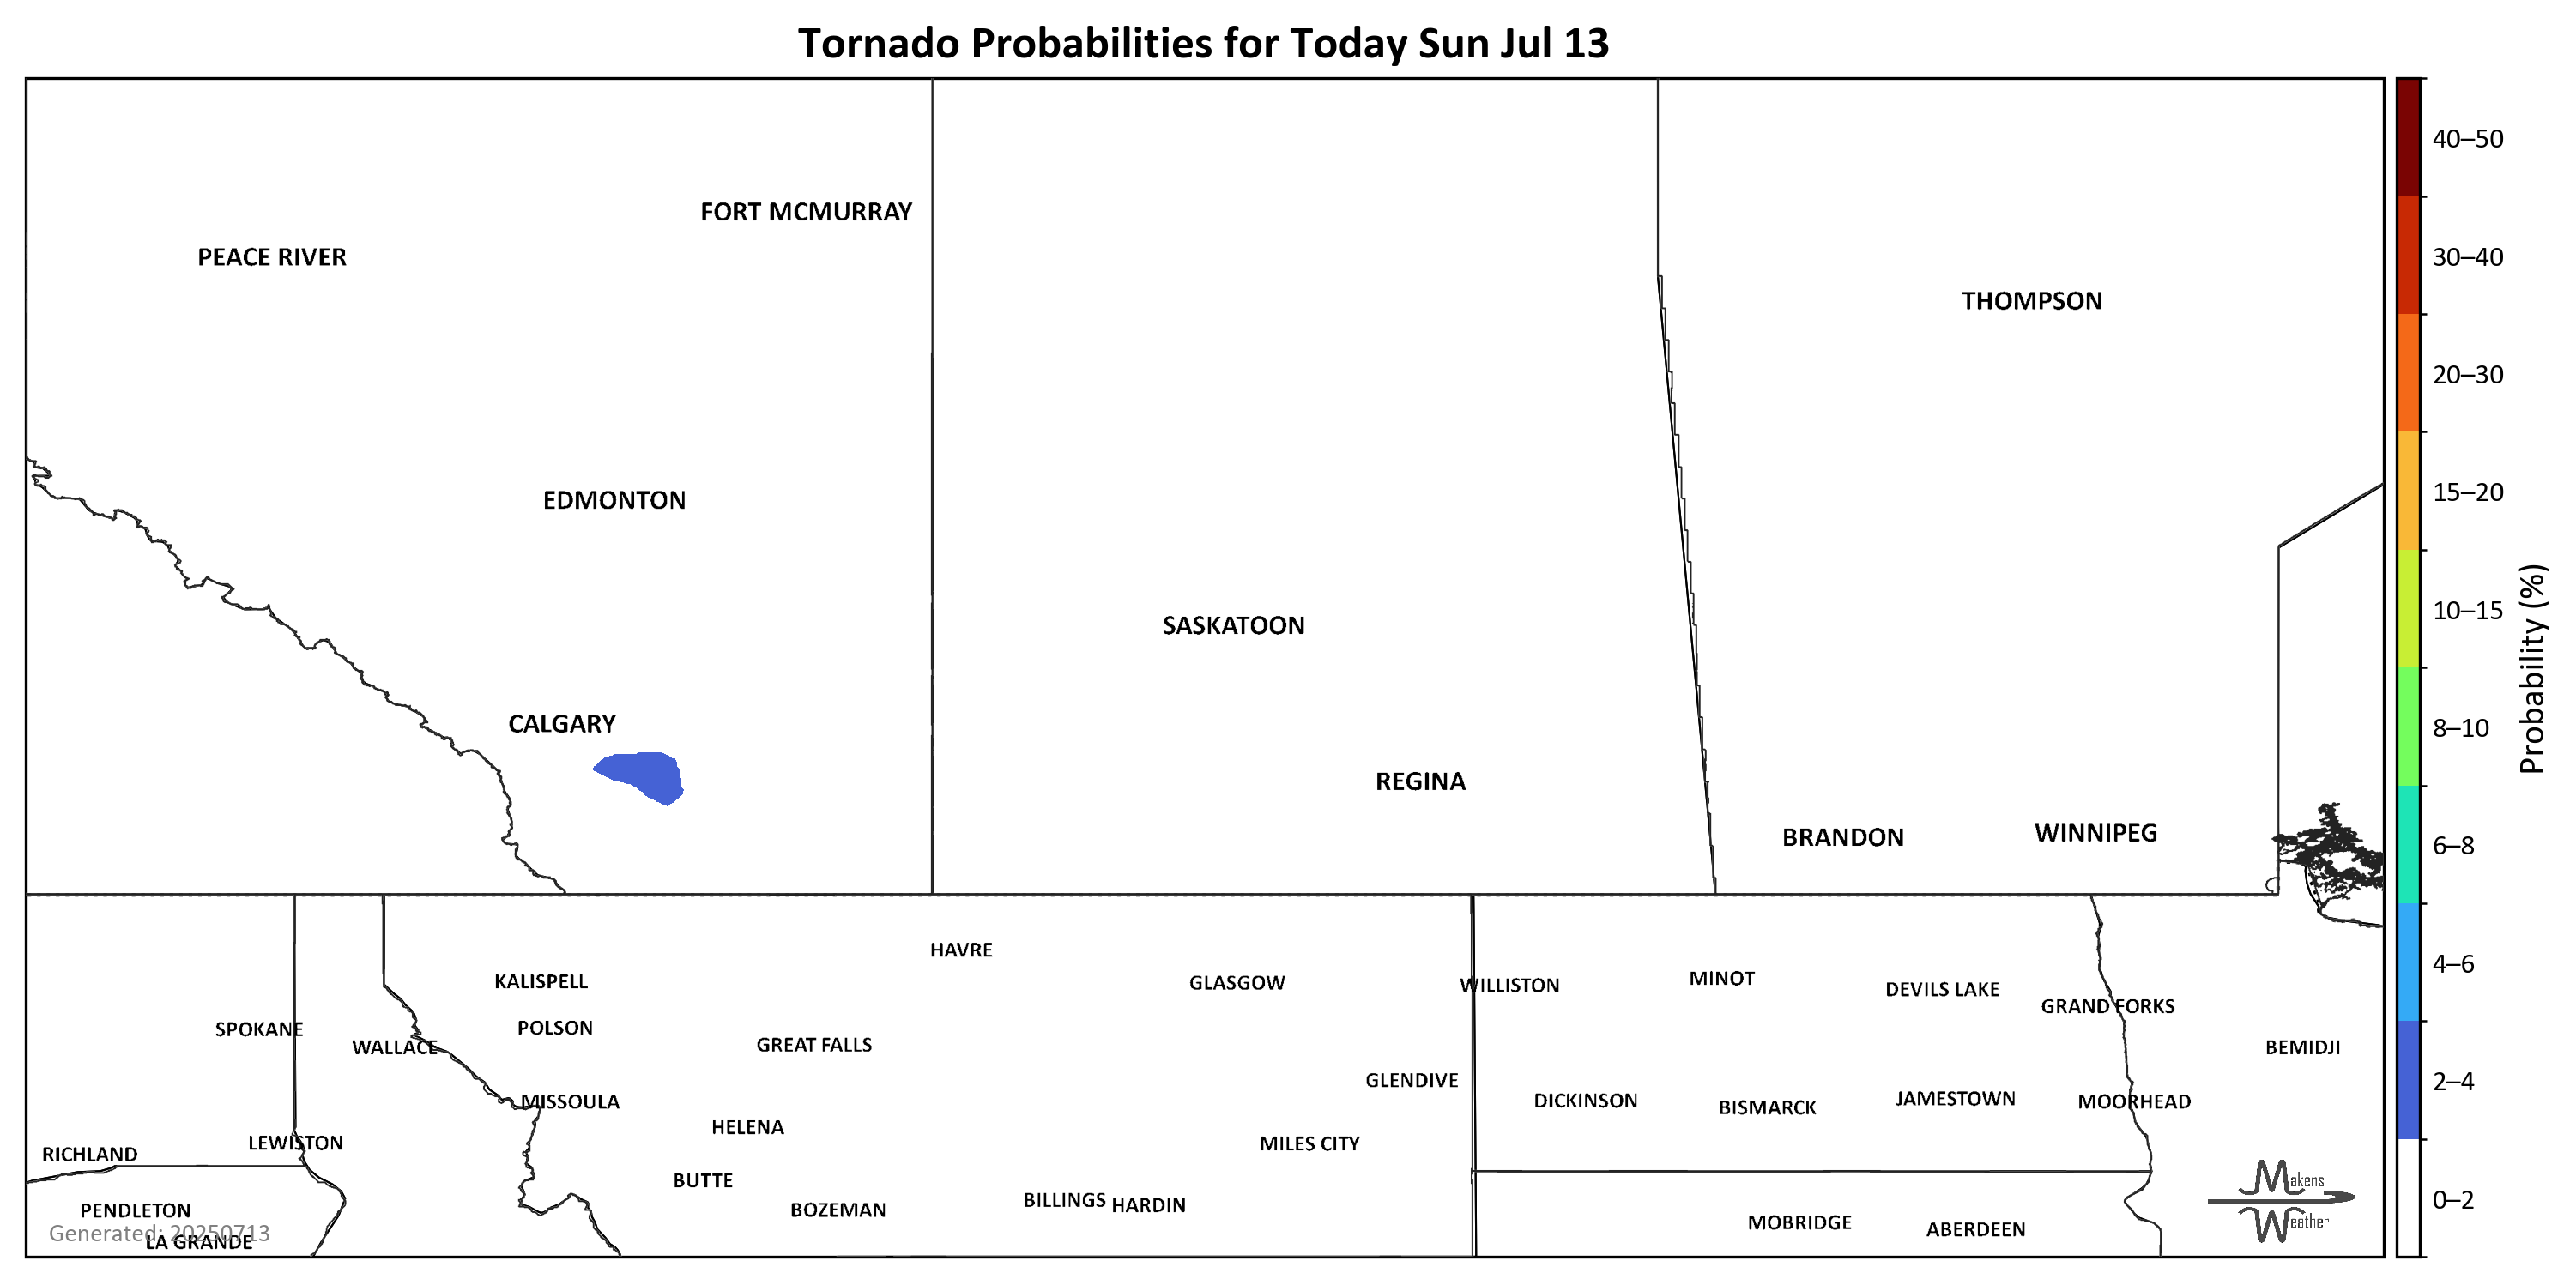 Tornado Probabilities for Today Sun Jul 13
FORT MCMURRAY
PEACE RIVER
THOMPSON
EDMONTON
SASKATOON
CALGARY
REGINA
BRANDON
WINNIPEG
HAVRE
KALISPELL
GLASGOW
WILLISTON
MINOT
DEVILS LAKE
GRAND FORKS
SPOKANE
POLSON
WALLACE
GREAT FALLS
BEMIDJI
GLENDIVE
MISSOULA
DICKINSON
BISMARCK
JAMESTOWN
MOORHEAD
HELENA
LEWISTON
MILES CITY
RICHLAND
BUTTE
BILLINGS
HARDIN
BOZEMAN
PENDLETON
MOBRIDGE
ABERDEEN
Generated: 20250713
LA GRANDE
Makens
Weather
40–50
30–40
20–30
15–20
10–15
8–10
6–8
4–6
2–4
0–2
Probability (%)